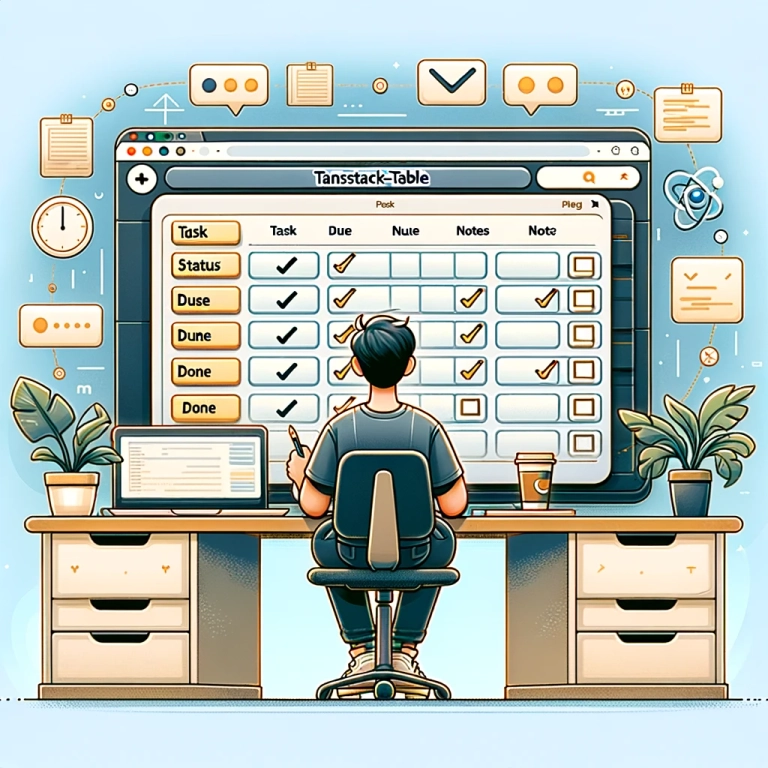 Tansstack-Table
Pesk Pleg
Task Task Due Nute Notes Note
Status
Duse
Dune
Done
Done
m